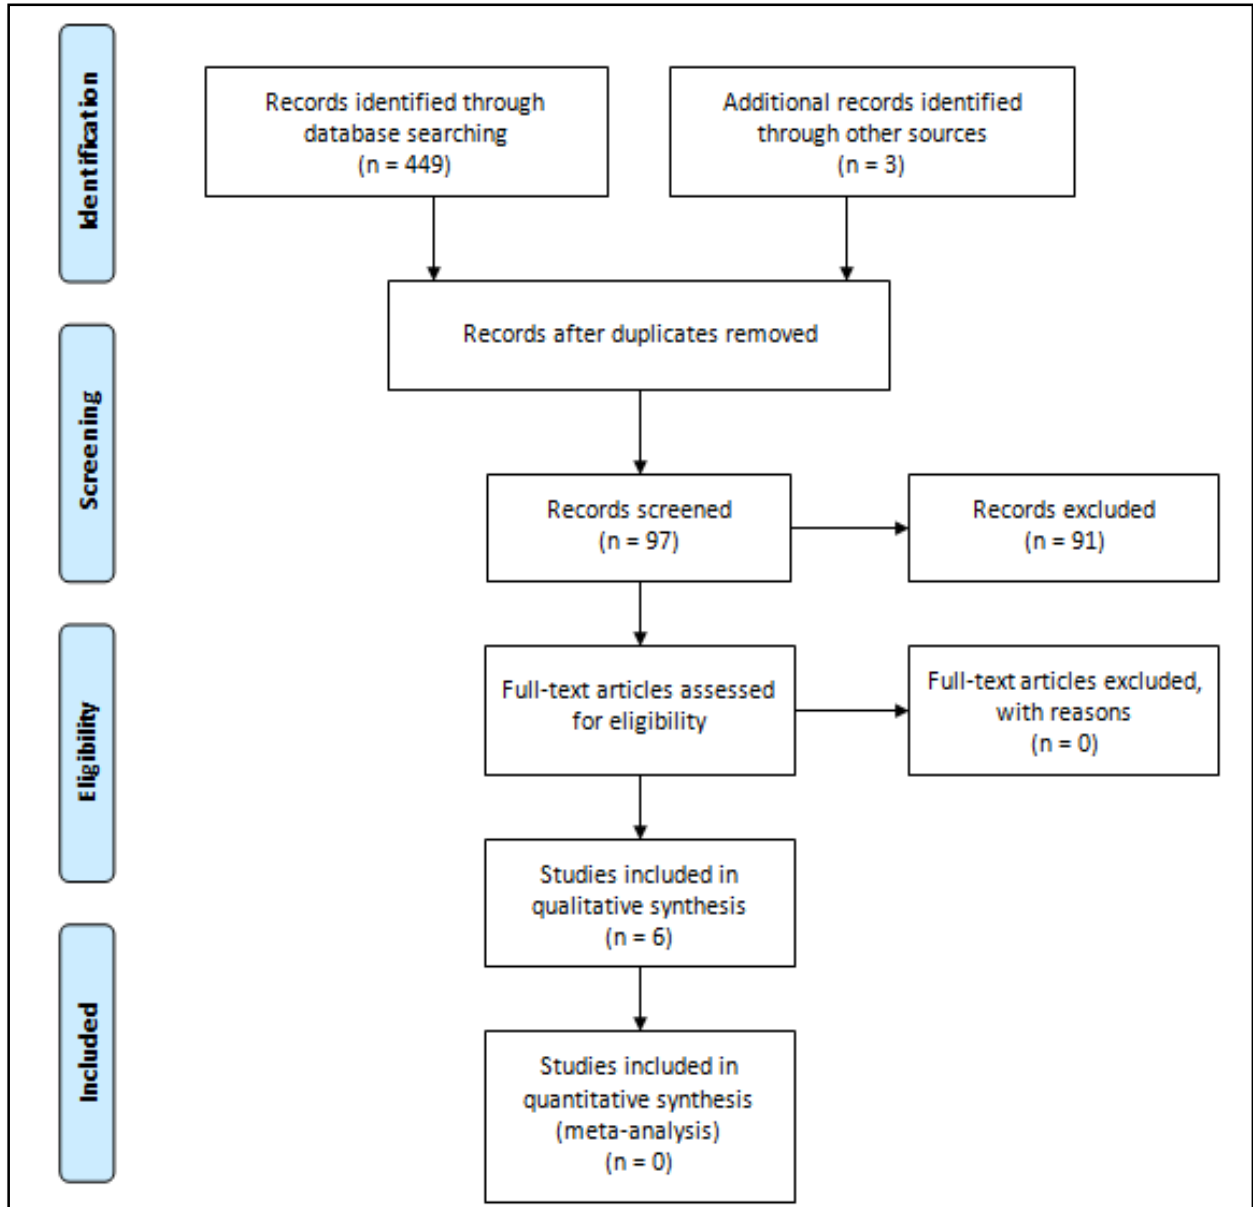 Identification
Records identified through
database searching
(n = 449)
Additional records identified
through other sources
(n = 3)
Records after duplicates removed
Screening
Records screened
(n = 97)
Records excluded
(n = 91)
Eligibility
Full-text articles assessed
for eligibility
Full-text articles excluded,
with reasons
(n = 0)
Studies included in
qualitative synthesis
(n = 6)
Included
Studies included in
quantitative synthesis
(meta-analysis)
(n = 0)